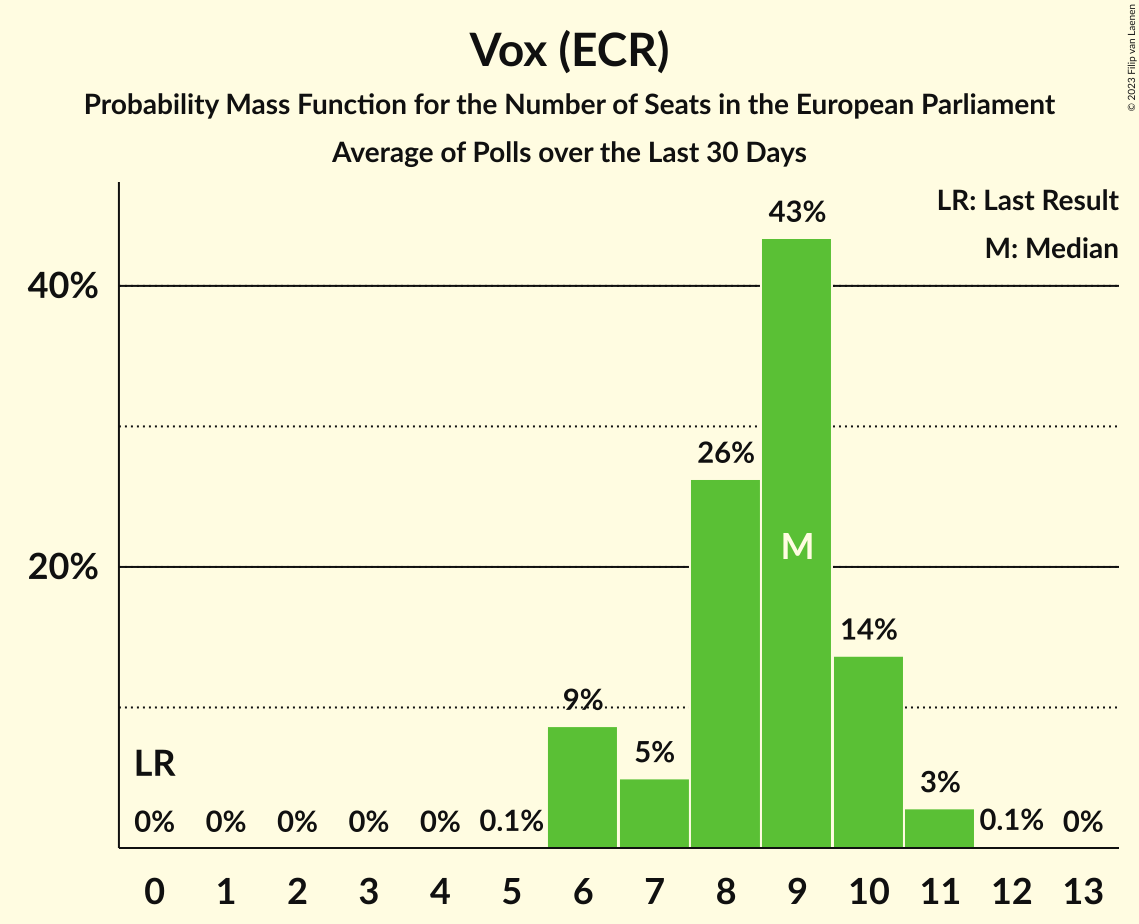 Vox (ECR)
Probability Mass Function for the Number of Seats in the European Parliament
Average of Polls over the Last 30 Days
© 2023 Filip van Laenen
LR: Last Result
M: Median
43%
40%
26%
M
20%
14%
9%
5%
LR
3%
0% 0% 0% 0% 0% 0.1% 0.1% 0%
0 1 2 3 4 5 6 7 8 9 10 11 12 13